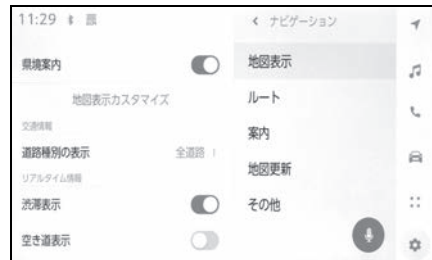 11:29
県境案内
地図表示カスタマイズ
交通情報
道路種別の表示 全道路
リアルタイム情報
渋滞表示
空き道表示
ナビゲーション
地図表示
ルート
案内
地図更新
その他